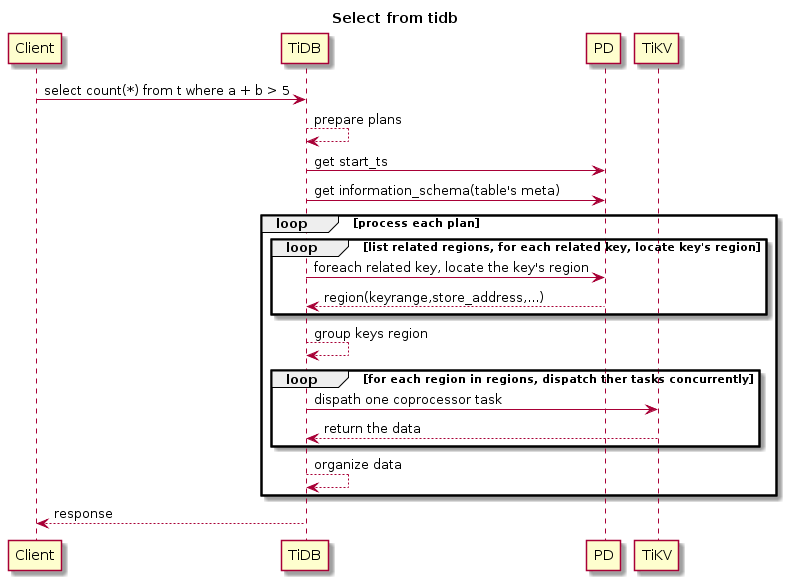 Select from tidb
Client TiDB PD TiKV
select count(*) from t where a + b > 5
prepare plans
get start_ts
get information_schema(table's meta)
loop [process each plan]
loop [list related regions, for each related key, locate key's region]
foreach related key, locate the key's region
region(keyrange,store_address,...)
group keys region
loop [for each region in regions, dispatch ther tasks concurrently]
dispath one coprocessor task
return the data
organize data
response
Client TiDB PD TiKV